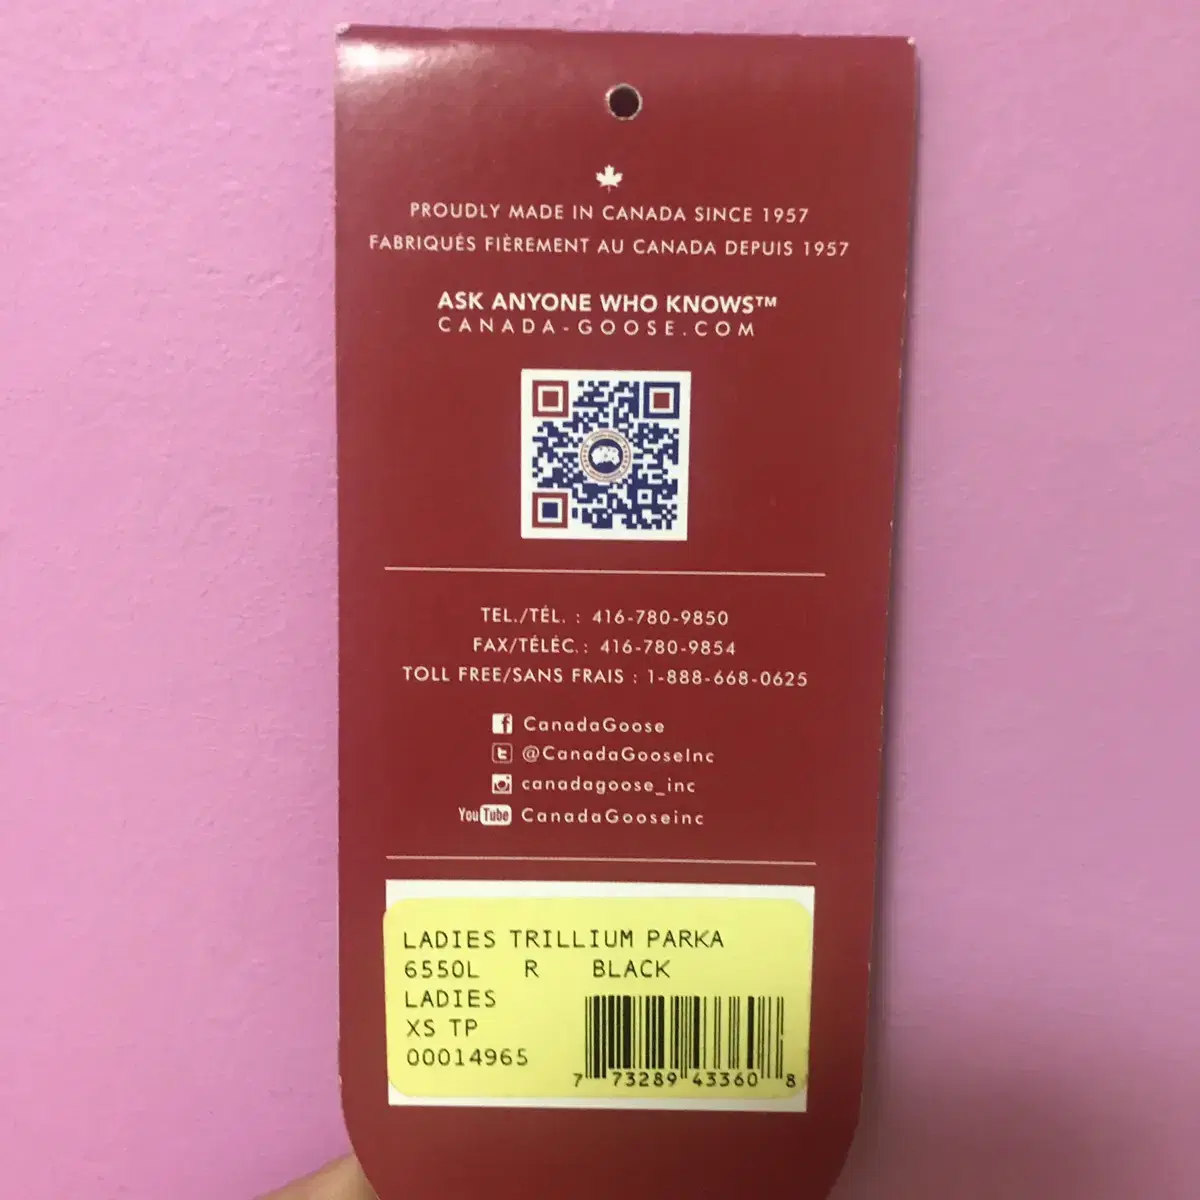 PROUDLY MADE IN CANADA SINCE 1957
FABRIQUÉS FIÈREMENT AU CANADA DEPUIS 1957
ASK ANYONE WHO KNOWS™
CANADA-GOOSE.COM
TEL./TÉL. : 416-780-9850
FAX/TÉLÉC. : 416-780-9854
TOLL FREE/SANS FRAIS : 1-888-668-0625
CanadaGoose
@CanadaGooseInc
canadagoose_inc
YouTube CanadaGooseinc
LADIES TRILLIUM PARKA
6550L R BLACK
LADIES
XS TP
00014965
7 73289 43360 8